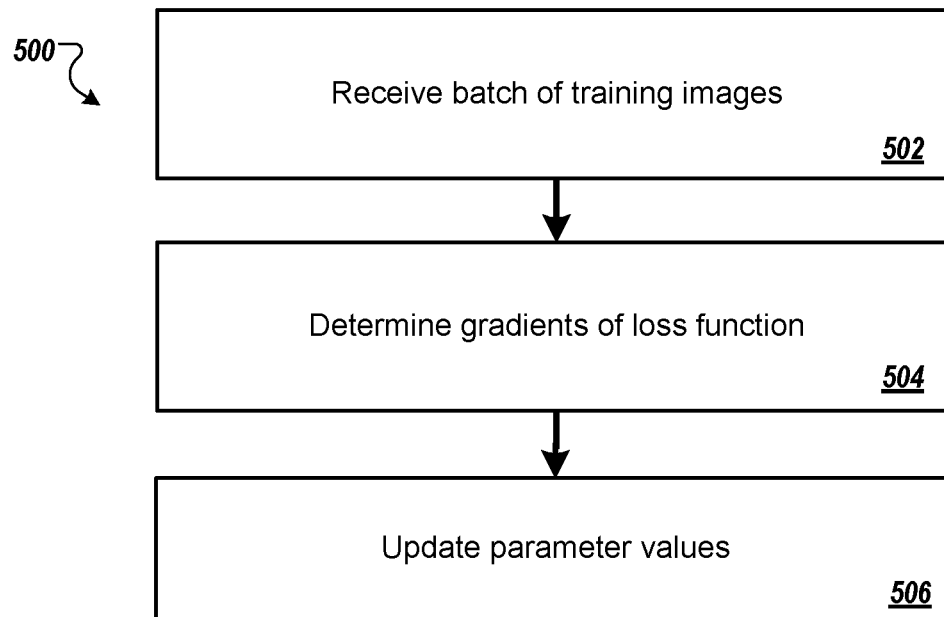 500
Receive batch of training images
502
Determine gradients of loss function
504
Update parameter values
506